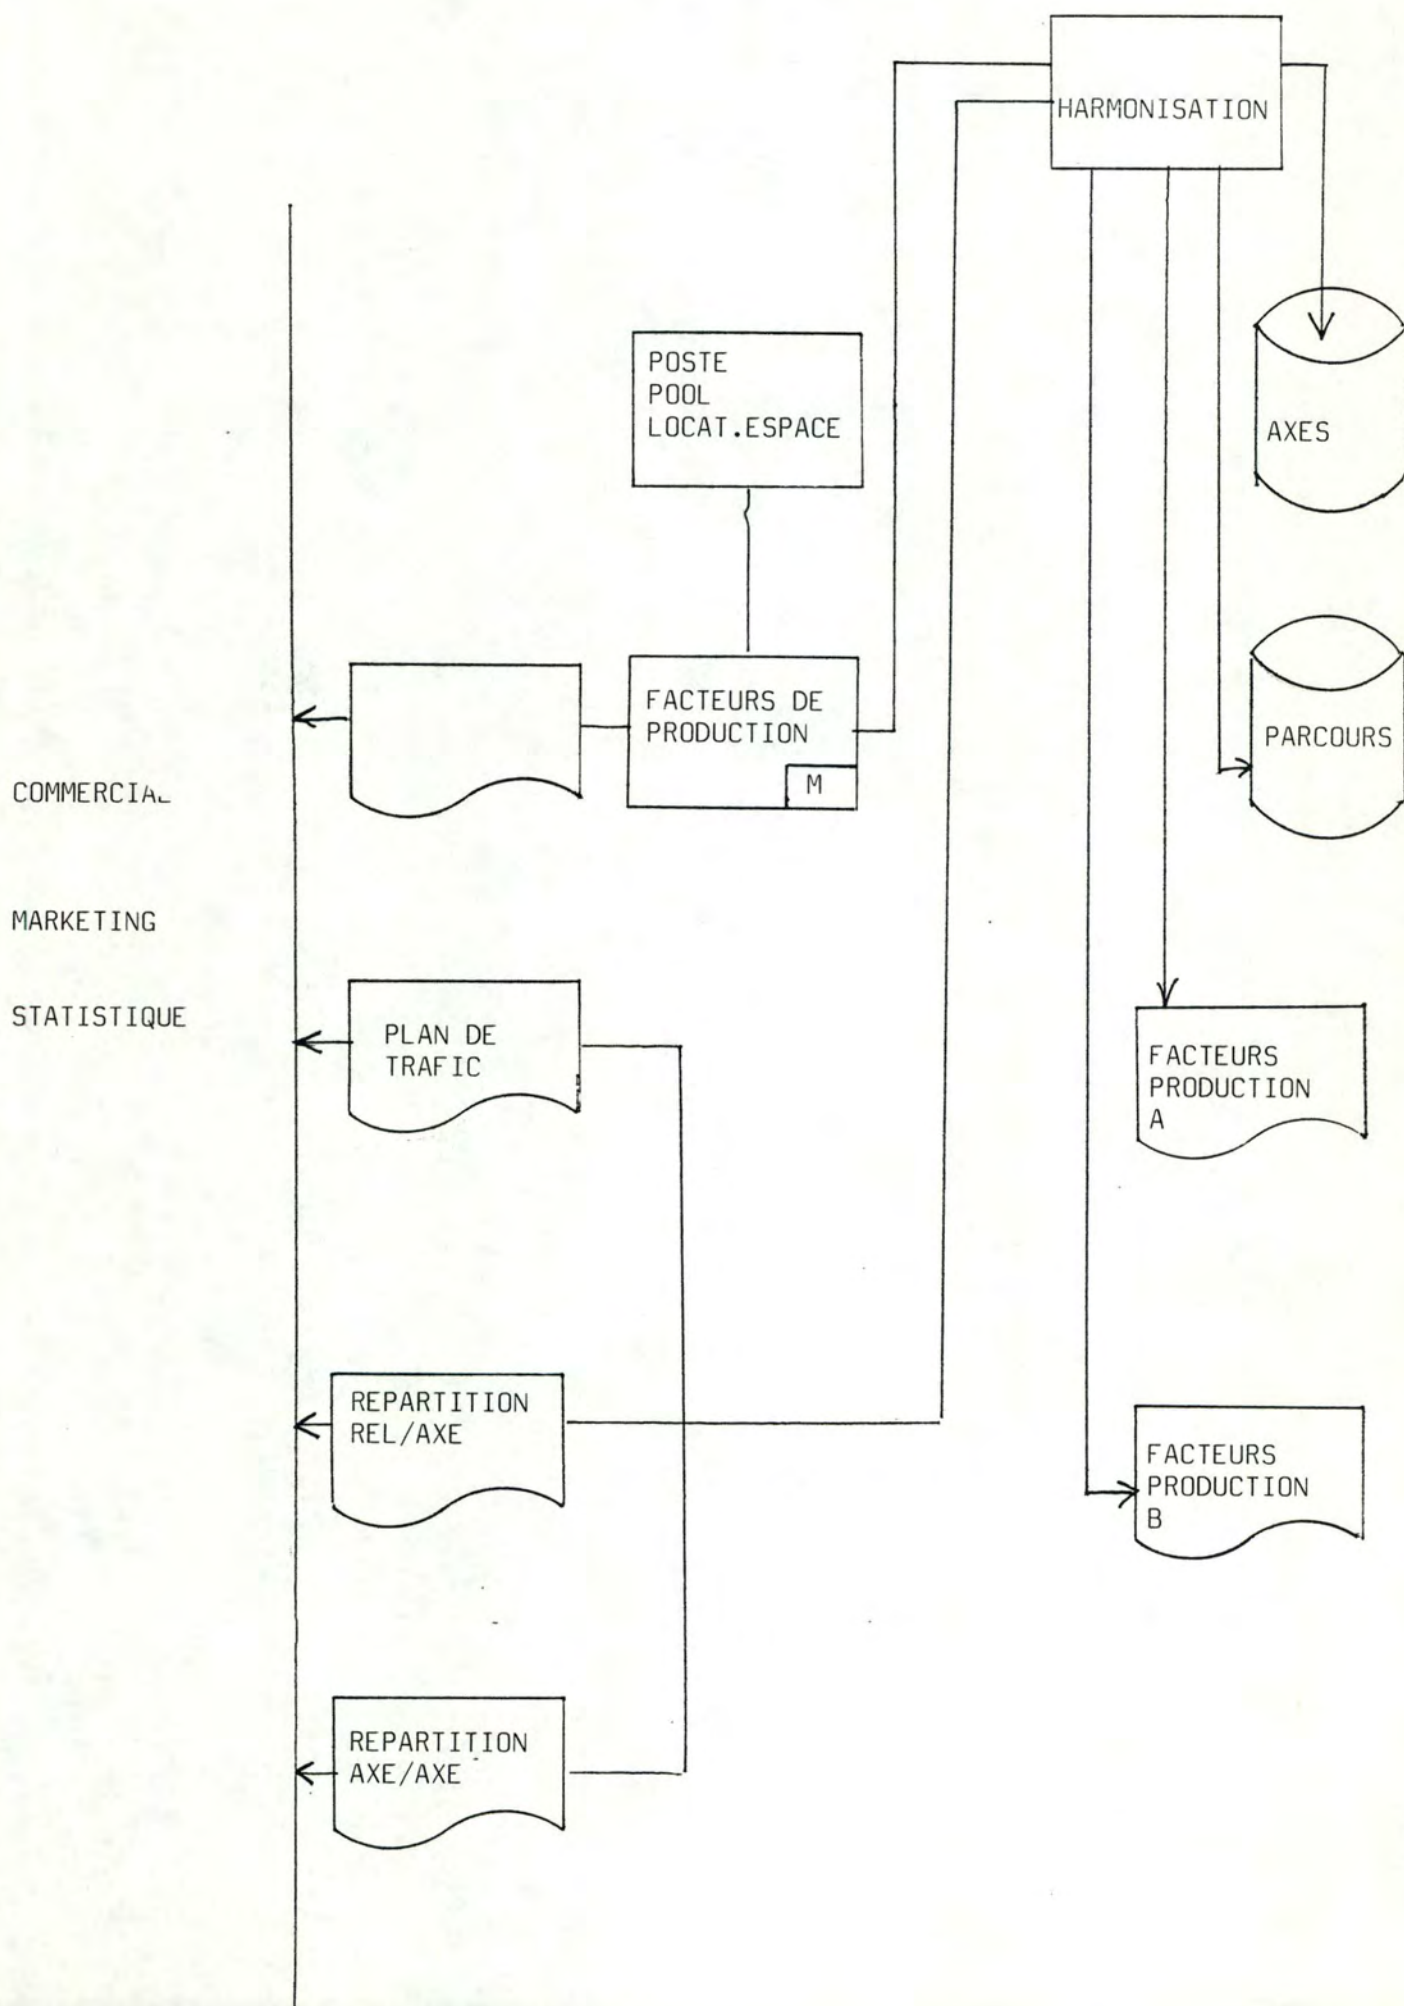 HARMONISATION
POSTE
POOL
LOCAT.ESPACE
AXES
FACTEURS DE
PRODUCTION
M
PARCOURS
COMMERCIAL
MARKETING
STATISTIQUE
PLAN DE
TRAFIC
FACTEURS
PRODUCTION
A
REPARTITION
REL/AXE
FACTEURS
PRODUCTION
B
REPARTITION
AXE/AXE